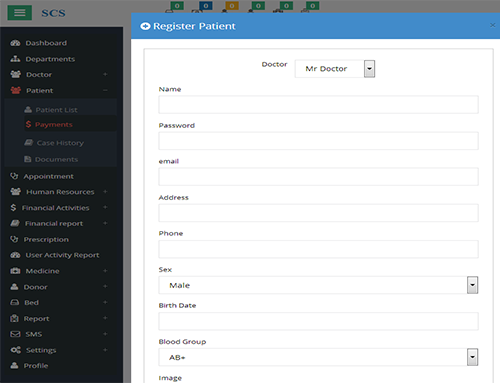 SCS
0 0 0 0 0 0
Register Patient
×
Dashboard
Departments
Doctor +
Patient −
Patient List
Payments
Case History
Documents
Appointment
Human Resources +
Financial Activities +
Financial report +
Prescription
User Activity Report
Medicine +
Donor +
Bed +
Report +
SMS +
Settings +
Profile
Doctor Mr Doctor
Name
Password
email
Address
Phone
Sex
Male
Birth Date
Blood Group
AB+
Image